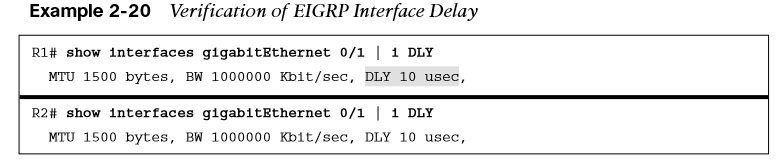 Example 2-20 Verification of EIGRP Interface Delay
R1# show interfaces gigabitEthernet 0/1 | i DLY
MTU 1500 bytes, BW 1000000 Kbit/sec, DLY 10 usec,
R2# show interfaces gigabitEthernet 0/1 | i DLY
MTU 1500 bytes, BW 1000000 Kbit/sec, DLY 10 usec,